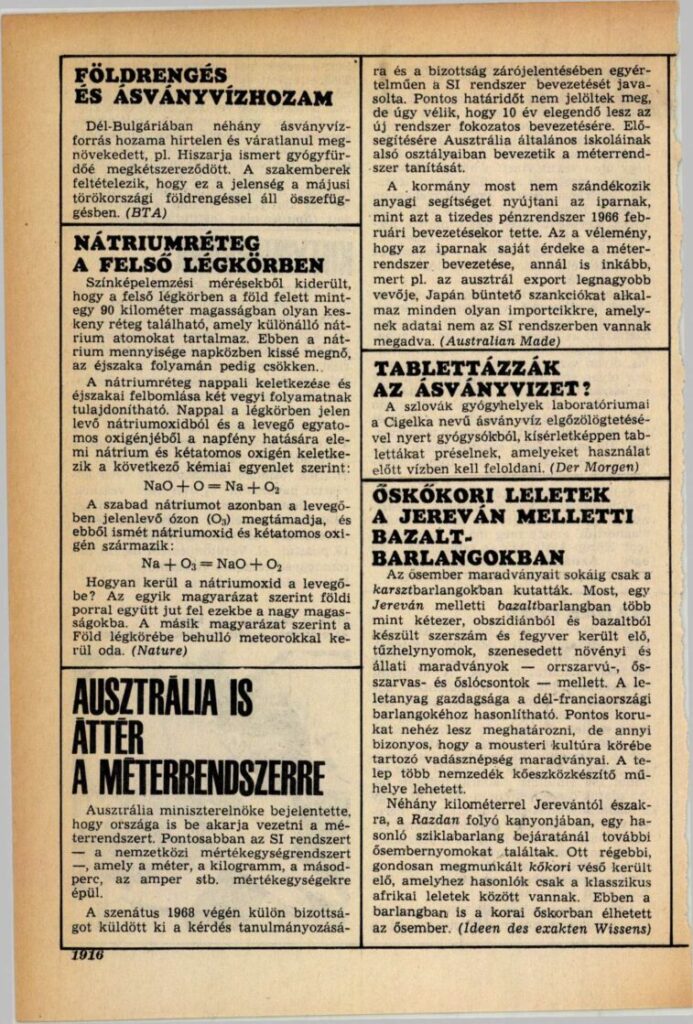 FÖLDRENGÉS
ÉS ÁSVÁNYVÍZHOZAM
Dél-Bulgáriában néhány ásványvíz-
forrás hozama hirtelen és váratlanul meg-
növekedett, pl. Hiszarja ismert gyógyfür-
dőé megkétszereződött. A szakemberek
feltételezik, hogy ez a jelenség a májusi
törökországi földrengéssel áll összefüg-
gésben. (BTA)
NÁTRIUMRÉTEG
A FELSŐ LÉGKÖRBEN
Színképelemzési mérésekből kiderült,
hogy a felső légkörben a föld felett mint-
egy 90 kilométer magasságban olyan kes-
keny réteg található, amely különálló nát-
rium atomokat tartalmaz. Ebben a nát-
rium mennyisége napközben kissé megnő,
az éjszaka folyamán pedig csökken.
A nátriumréteg nappali keletkezése és
éjszakai felbomlása két vegyi folyamatnak
tulajdonítható. Nappal a légkörben jelen
levő nátriumoxidból és a levegő egyato-
mos oxigénjéből a napfény hatására ele-
mi nátrium és kétatomos oxigén keletke-
zik a következő kémiai egyenlet szerint:
NaO + O = Na + O₂
A szabad nátriumot azonban a levegő-
ben jelenlevő ózon (O₃) megtámadja, és
ebből ismét nátriumoxid és kétatomos oxi-
gén származik:
Na + O₃ = NaO + O₂
Hogyan kerül a nátriumoxid a levegő-
be? Az egyik magyarázat szerint földi
porral együtt jut fel ezekbe a nagy magas-
ságokba. A másik magyarázat szerint a
Föld légkörébe behulló meteorokkal ke-
rül oda. (Nature)
AUSZTRÁLIA IS
ÁTTÉR
A MÉTERRENDSZERRE
Ausztrália miniszterelnöke bejelentette,
hogy országa is be akarja vezetni a mé-
terrendszert. Pontosabban az SI rendszert
— a nemzetközi mértékegységrendszert
—, amely a méter, a kilogramm, a másod-
perc, az amper stb. mértékegységekre
épül.
A szenátus 1968 végén külön bizottsá-
got küldött ki a kérdés tanulmányozásá-
1916
ra és a bizottság zárójelentésében egyér-
telműen a SI rendszer bevezetését java-
solta. Pontos határidőt nem jelöltek meg,
de úgy vélik, hogy 10 év elegendő lesz az
új rendszer fokozatos bevezetésére. Elő-
segítésére Ausztrália általános iskoláinak
alsó osztályaiban bevezetik a méterrend-
szer tanítását.
A kormány most nem szándékozik
anyagi segítséget nyújtani az iparnak,
mint azt a tizedes pénzrendszer 1966 feb-
ruári bevezetésekor tette. Az a vélemény,
hogy az iparnak saját érdeke a méter-
rendszer bevezetése, annál is inkább,
mert pl. az ausztrál export legnagyobb
vevője, Japán büntető szankciókat alkal-
maz minden olyan importcikkre, amely-
nek adatai nem az SI rendszerben vannak
megadva. (Australian Made)
TABLETTÁZZÁK
AZ ÁSVÁNYVIZET?
A szlovák gyógyhelyek laboratóriumai
a Cigelka nevű ásványvíz elgőzölögtetésé-
vel nyert gyógysókból, kísérletképpen tab-
lettákat préselnek, amelyeket használat
előtt vízben kell feloldani. (Der Morgen)
ŐSKŐKORI LELETEK
A JEREVÁN MELLETTI
BAZALT-
BARLANGOKBAN
Az ősember maradványait sokáig csak a
karsztbarlangokban kutatták. Most, egy
Jereván melletti bazaltbarlangban több
mint kétezer, obszidiánból és bazaltból
készült szerszám és fegyver került elő,
tűzhelynyomok, szenesedett növényi és
állati maradványok — orrszarvú-, ős-
szarvas- és őslócsontok — mellett. A le-
letanyag gazdagsága a dél-franciaországi
barlangokéhoz hasonlítható. Pontos koru-
kat nehéz lesz meghatározni, de annyi
bizonyos, hogy a mousteri kultúra körébe
tartozó vadásznépség maradványai. A te-
lep több nemzedék kőeszközkészítő mű-
helye lehetett.
Néhány kilométerrel Jerevántól észak-
ra, a Razdan folyó kanyonjában, egy ha-
sonló sziklabarlang bejáratánál további
ősembernyomokat találtak. Ott régebbi,
gondosan megmunkált kőkori véső került
elő, amelyhez hasonlók csak a klasszikus
afrikai leletek között vannak. Ebben a
barlangban is a korai őskorban élhetett
az ősember. (Ideen des exakten Wissens)